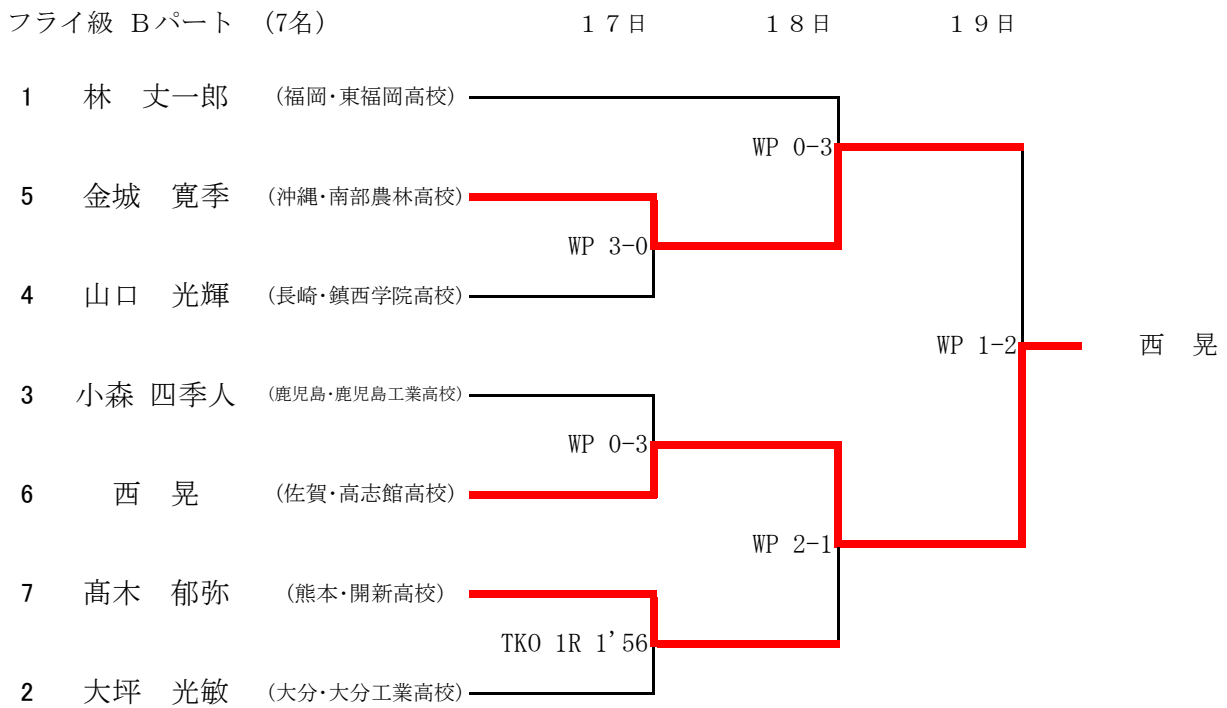 フライ級 Bパート (7名) 17日 18日 19日
1 林 丈一郎 (福岡・東福岡高校)
WP 0-3
5 金城 寛季 (沖縄・南部農林高校)
WP 3-0
4 山口 光輝 (長崎・鎮西学院高校)
WP 1-2 西 晃
3 小森 四季人 (鹿児島・鹿児島工業高校)
WP 0-3
6 西 晃 (佐賀・高志館高校)
WP 2-1
7 髙木 郁弥 (熊本・開新高校)
TKO 1R 1'56
2 大坪 光敏 (大分・大分工業高校)